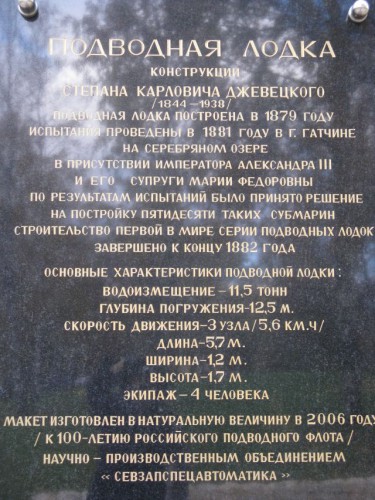 ПОДВОДНАЯ ЛОДКА
КОНСТРУКЦИИ
СТЕПАНА КАРЛОВИЧА ДЖЕВЕЦКОГО
/1844–1938/
ПОДВОДНАЯ ЛОДКА ПОСТРОЕНА В 1879 ГОДУ
ИСПЫТАНИЯ ПРОВЕДЕНЫ В 1881 ГОДУ В Г. ГАТЧИНЕ
НА СЕРЕБРЯНОМ ОЗЕРЕ
В ПРИСУТСТВИИ ИМПЕРАТОРА АЛЕКСАНДРА III
И ЕГО СУПРУГИ МАРИИ ФЕДОРОВНЫ
ПО РЕЗУЛЬТАТАМ ИСПЫТАНИЙ БЫЛО ПРИНЯТО РЕШЕНИЕ
НА ПОСТРОЙКУ ПЯТИДЕСЯТИ ТАКИХ СУБМАРИН
СТРОИТЕЛЬСТВО ПЕРВОЙ В МИРЕ СЕРИИ ПОДВОДНЫХ ЛОДОК
ЗАВЕРШЕНО К КОНЦУ 1882 ГОДА
ОСНОВНЫЕ ХАРАКТЕРИСТИКИ ПОДВОДНОЙ ЛОДКИ:
ВОДОИЗМЕЩЕНИЕ – 11,5 ТОНН
ГЛУБИНА ПОГРУЖЕНИЯ–12,5 М.
СКОРОСТЬ ДВИЖЕНИЯ–3 УЗЛА /5,6 КМ.Ч/
ДЛИНА–5,7 М.
ШИРИНА–1,2 М.
ВЫСОТА–1,7 М.
ЭКИПАЖ – 4 ЧЕЛОВЕКА
МАКЕТ ИЗГОТОВЛЕН В НАТУРАЛЬНУЮ ВЕЛИЧИНУ В 2006 ГОДУ
/ К 100-ЛЕТИЮ РОССИЙСКОГО ПОДВОДНОГО ФЛОТА /
НАУЧНО – ПРОИЗВОДСТВЕННЫМ ОБЪЕДИНЕНИЕМ
« СЕВЗАПСПЕЦАВТОМАТИКА »